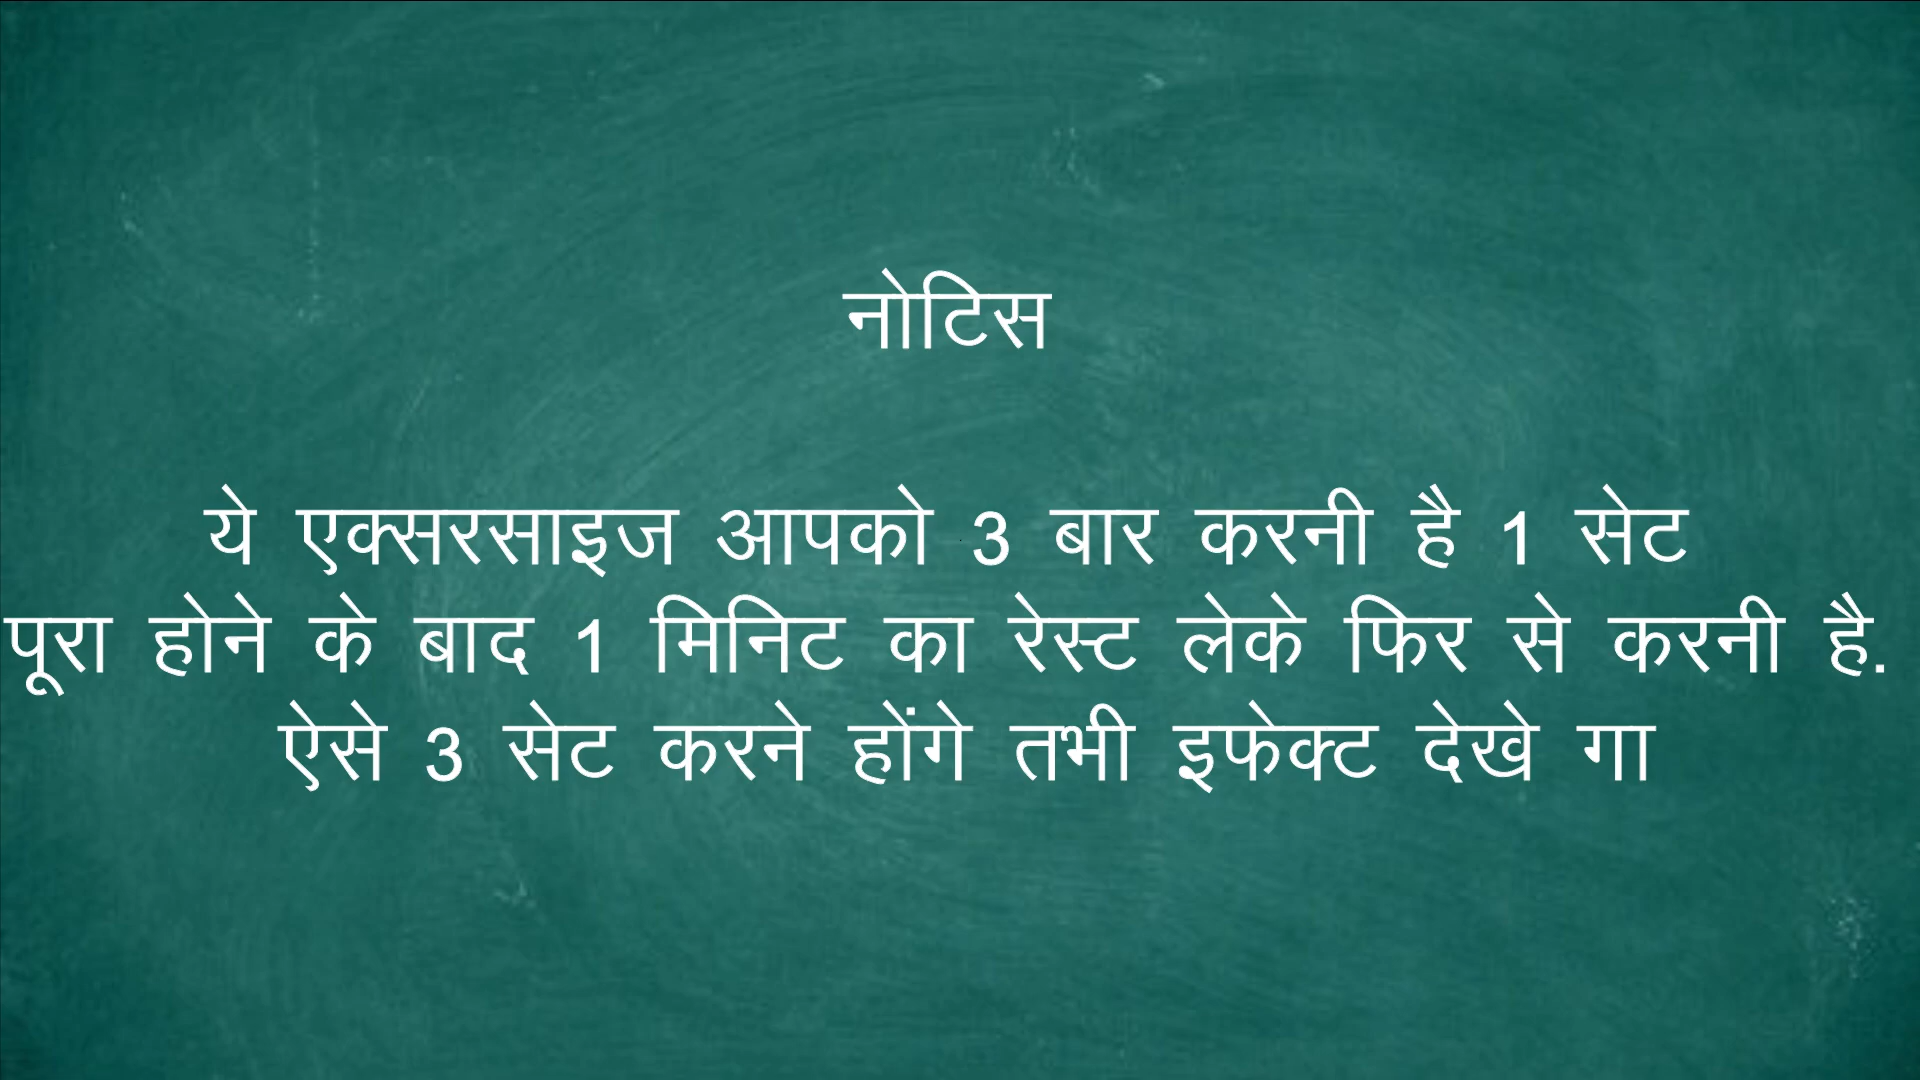 नोटिस
ये एक्सरसाइज आपको 3 बार करनी है 1 सेट
पूरा होने के बाद 1 मिनिट का रेस्ट लेके फिर से करनी है.
ऐसे 3 सेट करने होंगे तभी इफेक्ट देखे गा